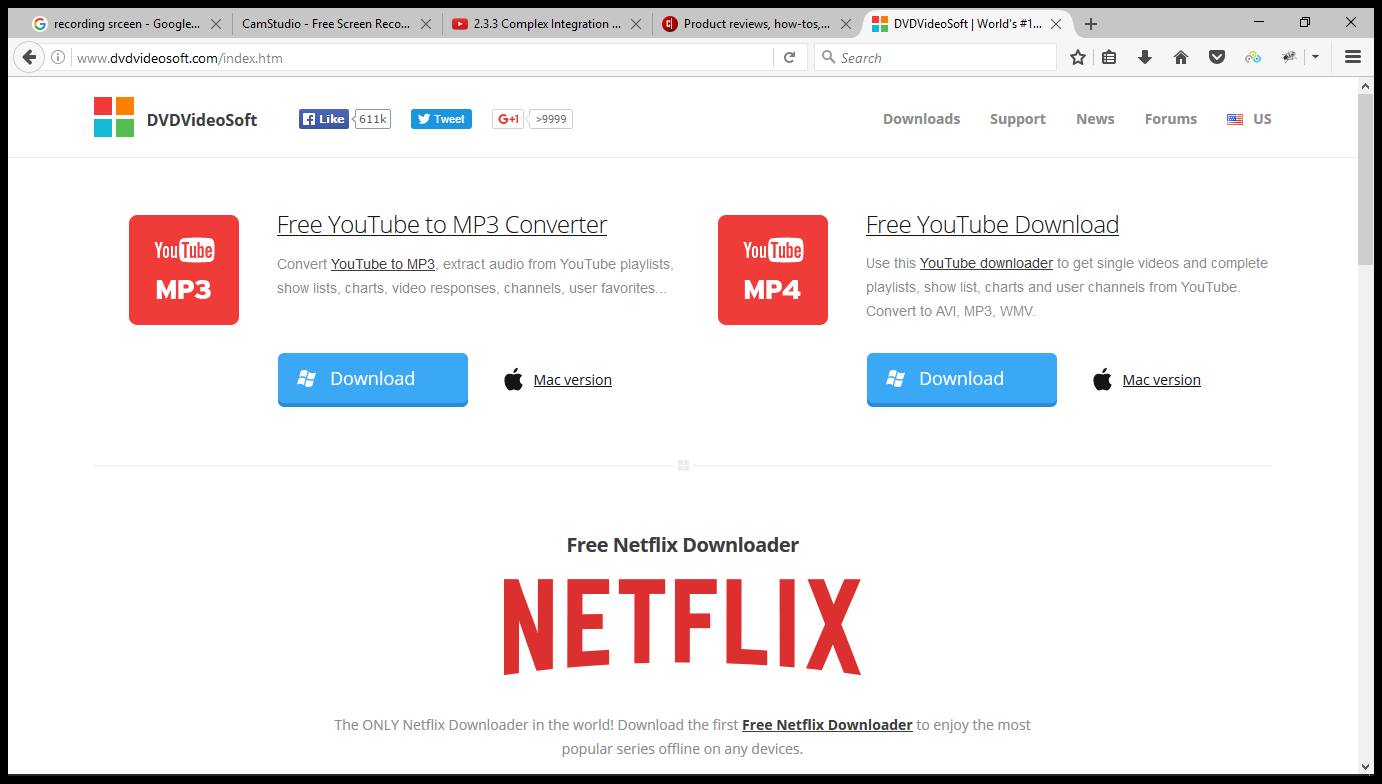 recording srceen - Google...
CamStudio - Free Screen Reco...
2.3.3 Complex Integration ...
Product reviews, how-tos,...
DVDVideoSoft | World's #1...
www.dvdvideosoft.com/index.htm
Search
DVDVideoSoft
Like 611k
Tweet
G+1 >9999
Downloads Support News Forums US
YouTube
MP3
Free YouTube to MP3 Converter
Convert YouTube to MP3, extract audio from YouTube playlists,
show lists, charts, video responses, channels, user favorites...
Download Mac version
YouTube
MP4
Free YouTube Download
Use this YouTube downloader to get single videos and complete
playlists, show list, charts and user channels from YouTube.
Convert to AVI, MP3, WMV.
Download Mac version
Free Netflix Downloader
NETFLIX
The ONLY Netflix Downloader in the world! Download the first Free Netflix Downloader to enjoy the most
popular series offline on any devices.